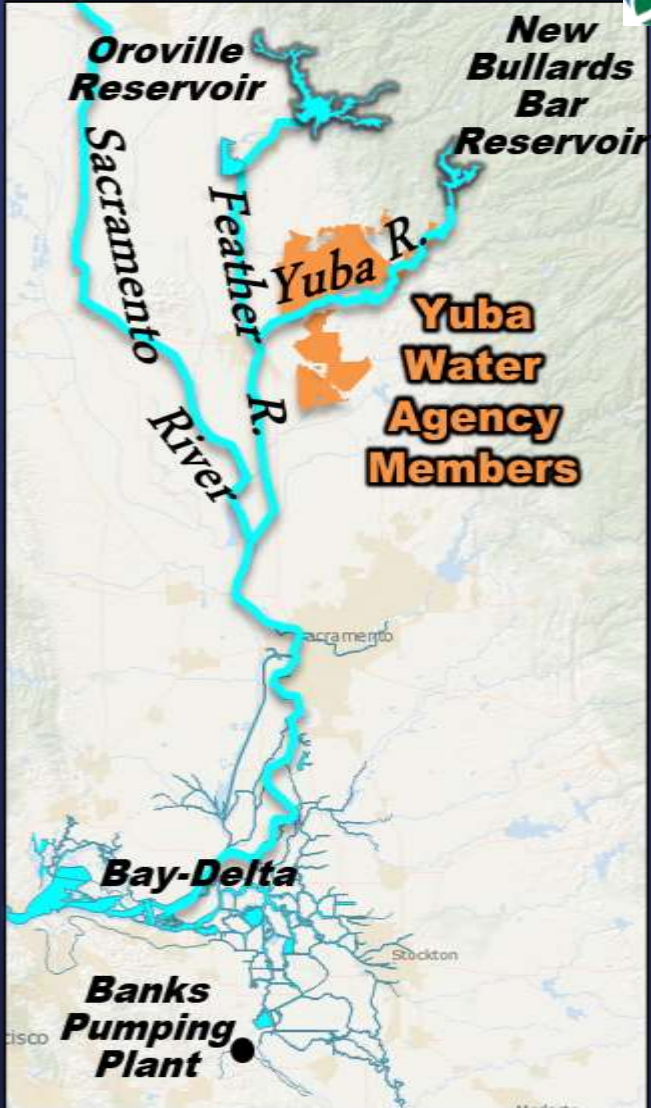 Oroville
Reservoir
New
Bullards
Bar
Reservoir
Sacramento
River
Feather
R.
Yuba R.
Yuba
Water
Agency
Members
Sacramento
Bay-Delta
Stockton
Banks
Pumping
Plant